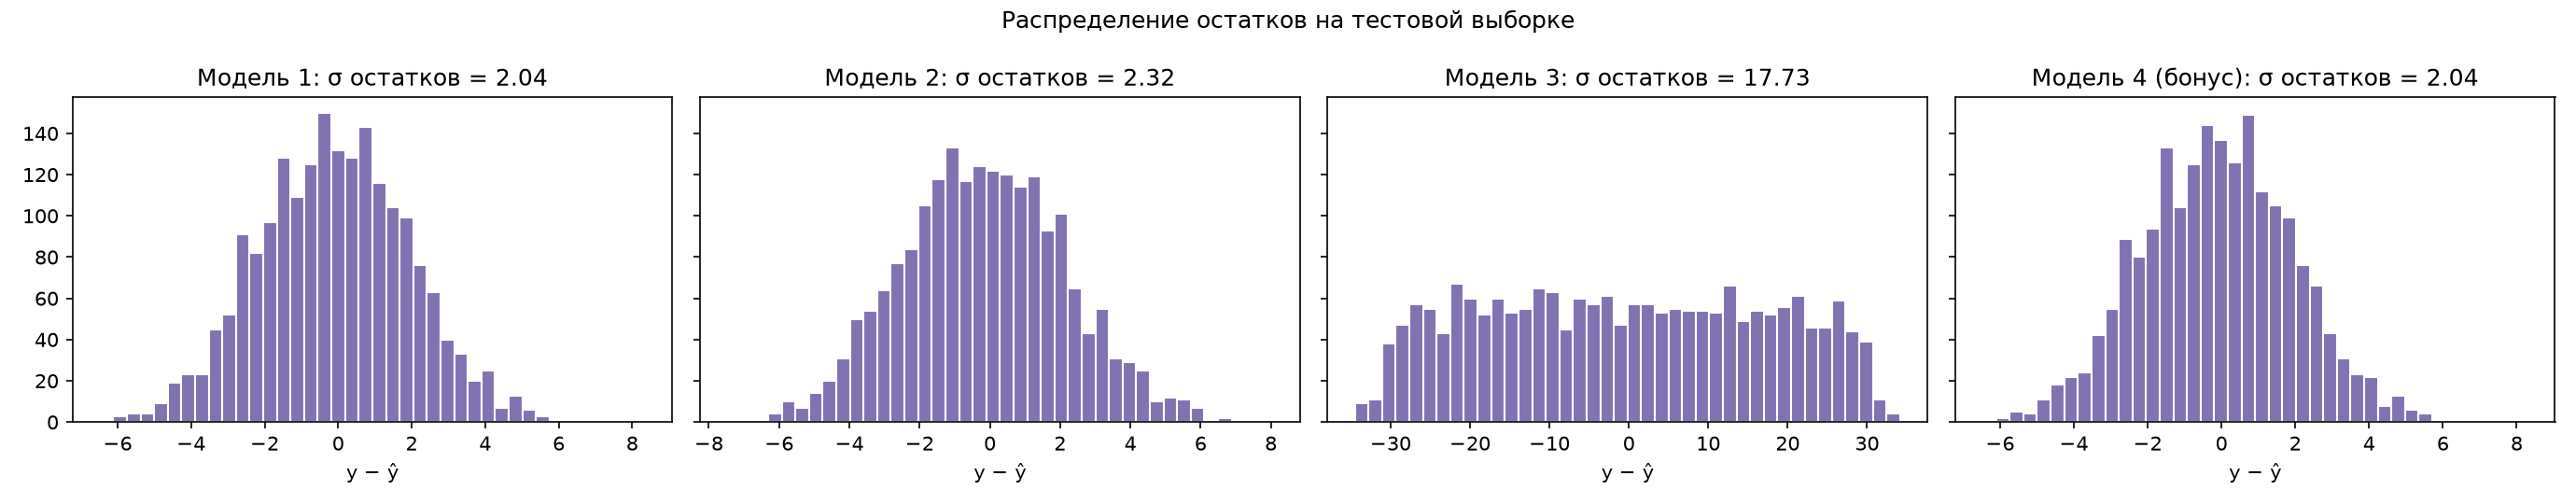 Распределение остатков на тестовой выборке
Модель 1: σ остатков = 2.04
Модель 2: σ остатков = 2.32
Модель 3: σ остатков = 17.73
Модель 4 (бонус): σ остатков = 2.04
140
120
100
80
60
40
20
0
−6 −4 −2 0 2 4 6 8
−8 −6 −4 −2 0 2 4 6 8
−30 −20 −10 0 10 20 30
−6 −4 −2 0 2 4 6 8
y − ŷ
y − ŷ
y − ŷ
y − ŷ